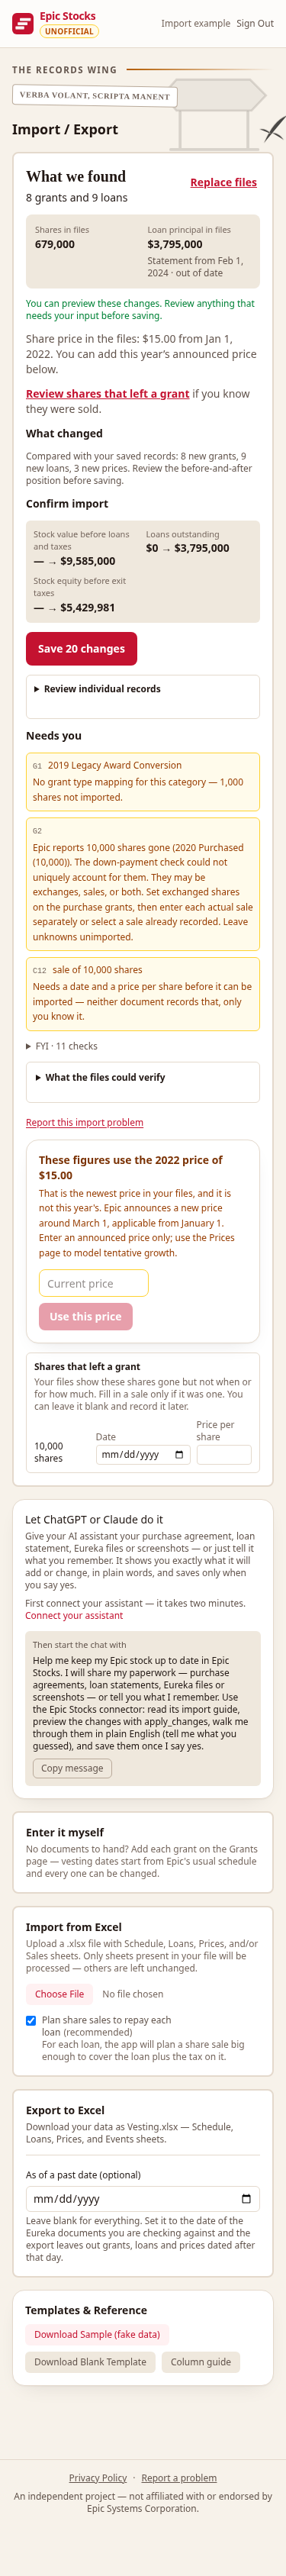 Epic Stocks
UNOFFICIAL
Import example Sign Out
THE RECORDS WING
VERBA VOLANT, SCRIPTA MANENT
Import / Export
What we found
Replace files
8 grants and 9 loans
Shares in files
679,000
Loan principal in files
$3,795,000
Statement from Feb 1,
2024 · out of date
You can preview these changes. Review anything that
needs your input before saving.
Share price in the files: $15.00 from Jan 1,
2022. You can add this year's announced price
below.
Review shares that left a grant if you know
they were sold.
What changed
Compared with your saved records: 8 new grants, 9
new loans, 3 new prices. Review the before-and-after
position before saving.
Confirm import
Stock value before loans
and taxes
— → $9,585,000
Loans outstanding
$0 → $3,795,000
Stock equity before exit
taxes
— → $5,429,981
Save 20 changes
Review individual records
Needs you
G1 2019 Legacy Award Conversion
No grant type mapping for this category — 1,000
shares not imported.
G2
Epic reports 10,000 shares gone (2020 Purchased
(10,000)). The down-payment check could not
uniquely account for them. They may be
exchanges, sales, or both. Set exchanged shares
on the purchase grants, then enter each actual sale
separately or select a sale already recorded. Leave
unknowns unimported.
C12 sale of 10,000 shares
Needs a date and a price per share before it can be
imported — neither document records that, only
you know it.
FYI · 11 checks
What the files could verify
Report this import problem
These figures use the 2022 price of
$15.00
That is the newest price in your files, and it is
not this year's. Epic announces a new price
around March 1, applicable from January 1.
Enter an announced price only; use the Prices
page to model tentative growth.
Current price
Use this price
Shares that left a grant
Your files show these shares gone but not when or
for how much. Fill in a sale only if it was one. You
can leave it blank and record it later.
10,000
shares
Date
mm/dd/yyyy
Price per
share
Let ChatGPT or Claude do it
Give your AI assistant your purchase agreement, loan
statement, Eureka files or screenshots — or just tell it
what you remember. It shows you exactly what it will
add or change, in plain words, and saves only when
you say yes.
First connect your assistant — it takes two minutes.
Connect your assistant
Then start the chat with
Help me keep my Epic stock up to date in Epic
Stocks. I will share my paperwork — purchase
agreements, loan statements, Eureka files or
screenshots — or tell you what I remember. Use
the Epic Stocks connector: read its import guide,
preview the changes with apply_changes, walk me
through them in plain English (tell me what you
guessed), and save them once I say yes.
Copy message
Enter it myself
No documents to hand? Add each grant on the Grants
page — vesting dates start from Epic's usual schedule
and every one can be changed.
Import from Excel
Upload a .xlsx file with Schedule, Loans, Prices, and/or
Sales sheets. Only sheets present in your file will be
processed — others are left unchanged.
Choose File No file chosen
Plan share sales to repay each
loan (recommended)
For each loan, the app will plan a share sale big
enough to cover the loan plus the tax on it.
Export to Excel
Download your data as Vesting.xlsx — Schedule,
Loans, Prices, and Events sheets.
As of a past date (optional)
mm/dd/yyyy
Leave blank for everything. Set it to the date of the
Eureka documents you are checking against and the
export leaves out grants, loans and prices dated after
that day.
Templates & Reference
Download Sample (fake data)
Download Blank Template Column guide
Privacy Policy · Report a problem
An independent project — not affiliated with or endorsed by
Epic Systems Corporation.